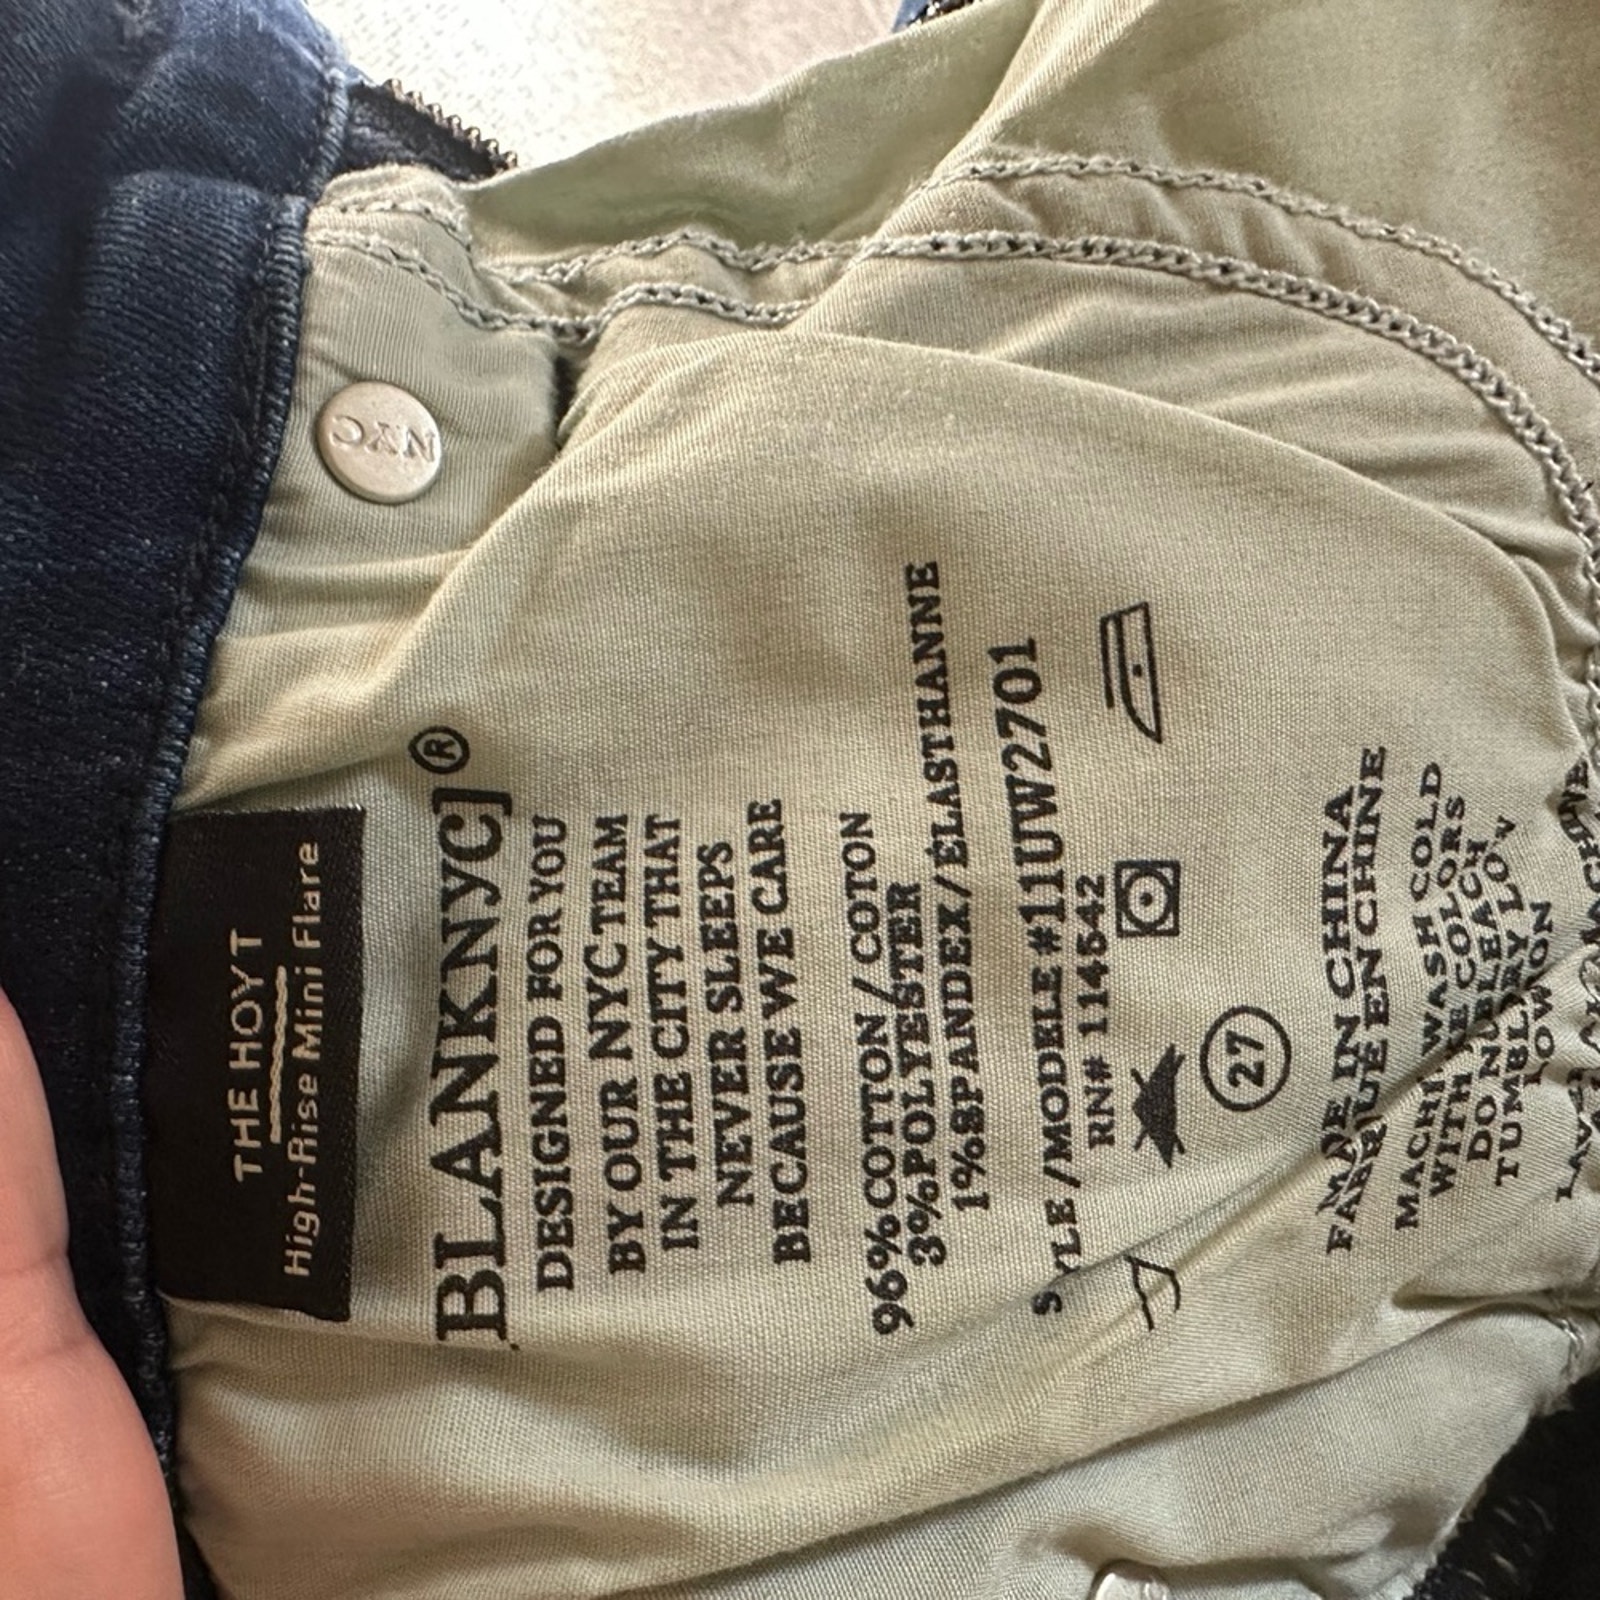 NYC
THE HOYT
High-Rise Mini Flare
[BLANKNYC]®
DESIGNED FOR YOU
BY OUR NYC TEAM
IN THE CITY THAT
NEVER SLEEPS
BECAUSE WE CARE
96% COTTON / COTON
3% POLYESTER
1% SPANDEX / ÉLASTHANNE
STYLE / MODELE #11UW2701
RN# 114542
27
MADE IN CHINA
FABRIQUE EN CHINE
MACHINE WASH COLD
WITH LIKE COLORS
DO NOT BLEACH
TUMBLE DRY LOW